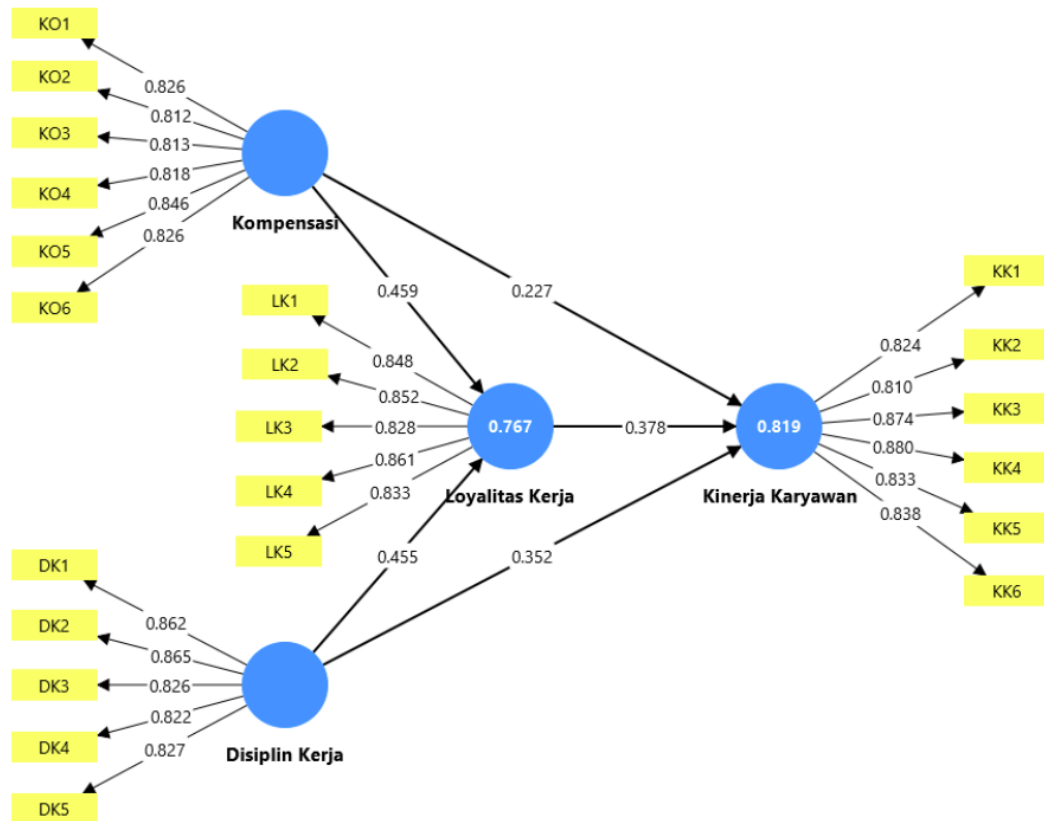 KO1
KO2
KO3
KO4
KO5
KO6
0.826
0.812
0.813
0.818
0.846
0.826
Kompensasi
0.459
0.227
LK1
LK2
LK3
LK4
LK5
0.848
0.852
0.828
0.861
0.833
0.767
Loyalitas Kerja
0.378
0.819
Kinerja Karyawan
0.824
0.810
0.874
0.880
0.833
0.838
KK1
KK2
KK3
KK4
KK5
KK6
0.455
0.352
DK1
DK2
DK3
DK4
DK5
0.862
0.865
0.826
0.822
0.827
Disiplin Kerja